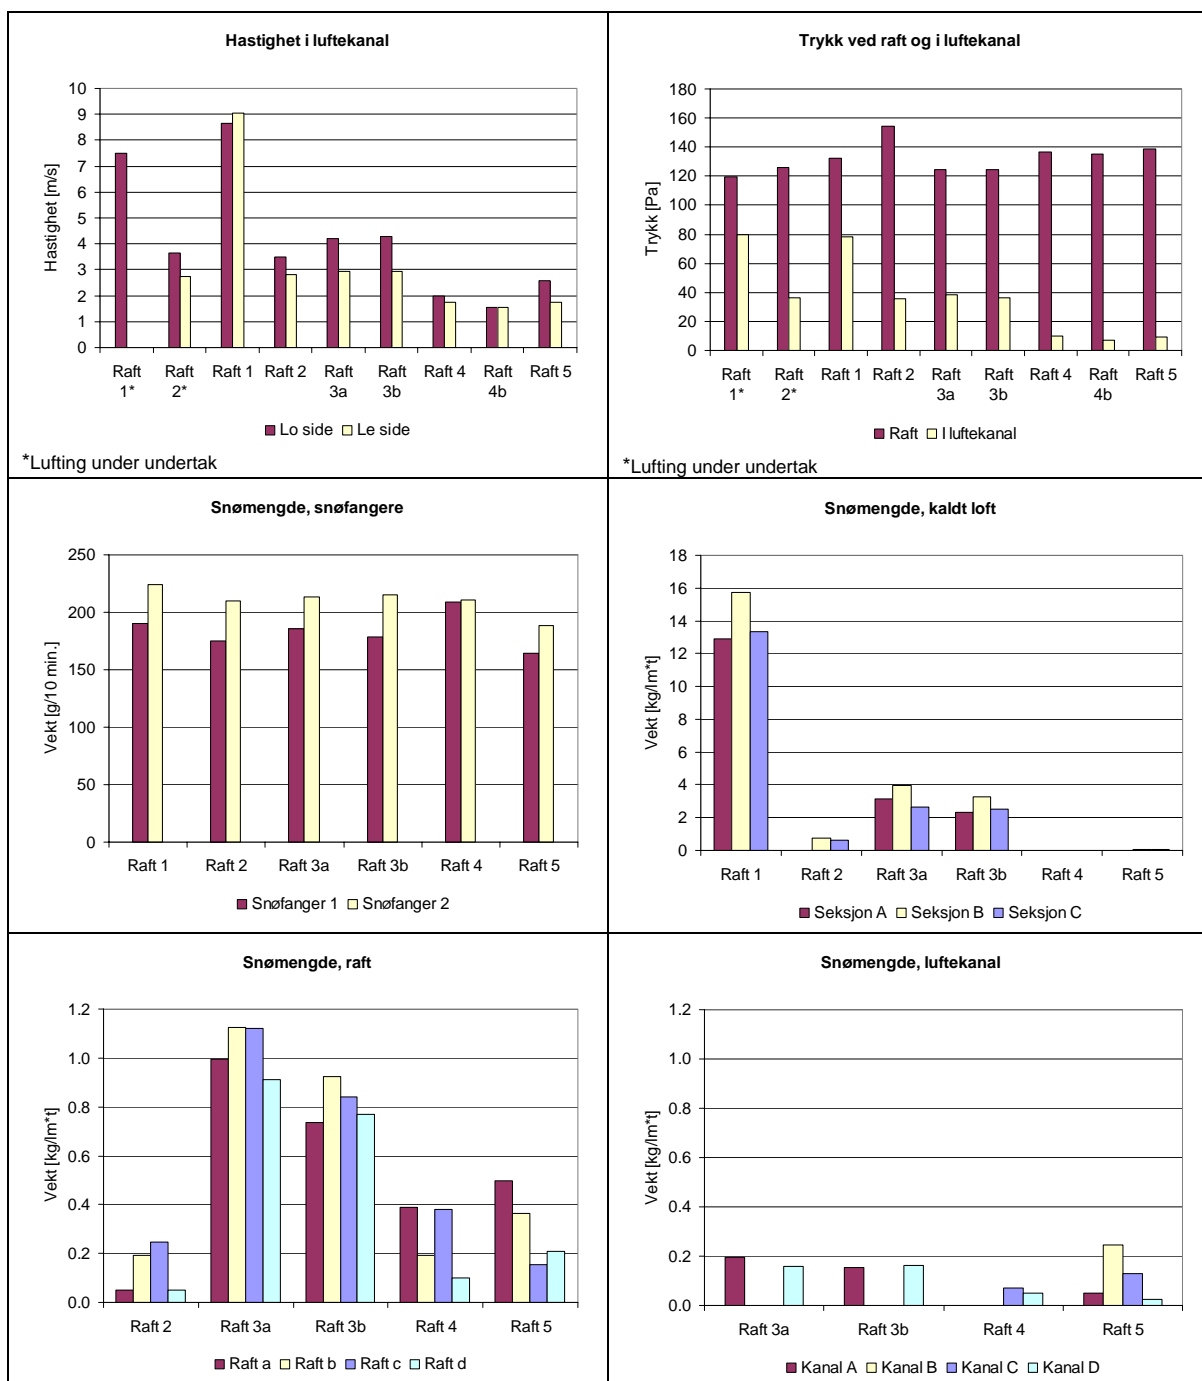 Hastighet i luftekanal
Hastighet [m/s]
10
9
8
7
6
5
4
3
2
1
0
Raft 1*
Raft 2*
Raft 1
Raft 2
Raft 3a
Raft 3b
Raft 4
Raft 4b
Raft 5
Lo side
Le side
*Lufting under undertak
Trykk ved raft og i luftekanal
Trykk [Pa]
180
160
140
120
100
80
60
40
20
0
Raft 1*
Raft 2*
Raft 1
Raft 2
Raft 3a
Raft 3b
Raft 4
Raft 4b
Raft 5
Raft
I luftekanal
*Lufting under undertak
Snømengde, snøfangere
Vekt [g/10 min.]
250
200
150
100
50
0
Raft 1
Raft 2
Raft 3a
Raft 3b
Raft 4
Raft 5
Snøfanger 1
Snøfanger 2
Snømengde, kaldt loft
Vekt [kg/lm*t]
18
16
14
12
10
8
6
4
2
0
Raft 1
Raft 2
Raft 3a
Raft 3b
Raft 4
Raft 5
Seksjon A
Seksjon B
Seksjon C
Snømengde, raft
Vekt [kg/lm*t]
1.2
1.0
0.8
0.6
0.4
0.2
0.0
Raft 2
Raft 3a
Raft 3b
Raft 4
Raft 5
Raft a
Raft b
Raft c
Raft d
Snømengde, luftekanal
Vekt [kg/lm*t]
1.2
1.0
0.8
0.6
0.4
0.2
0.0
Raft 3a
Raft 3b
Raft 4
Raft 5
Kanal A
Kanal B
Kanal C
Kanal D